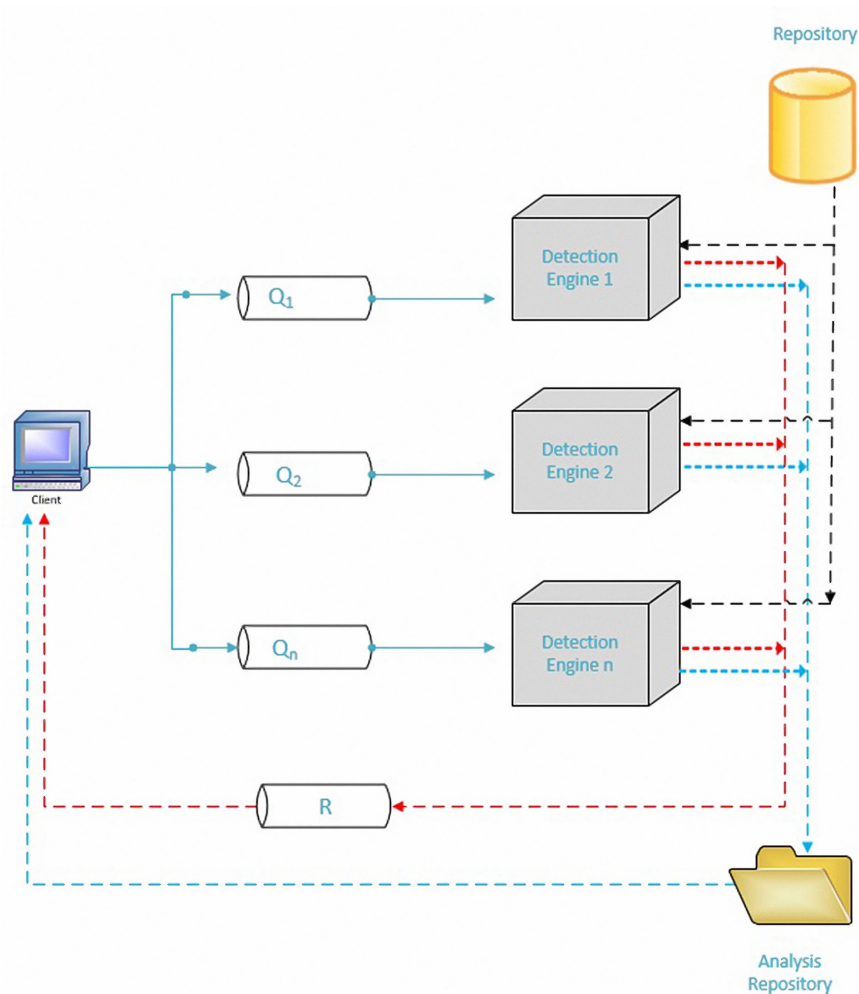 Repository
Detection
Engine 1
Q₁
Detection
Engine 2
Q₂
Client
Detection
Engine n
Qₙ
R
Analysis
Repository